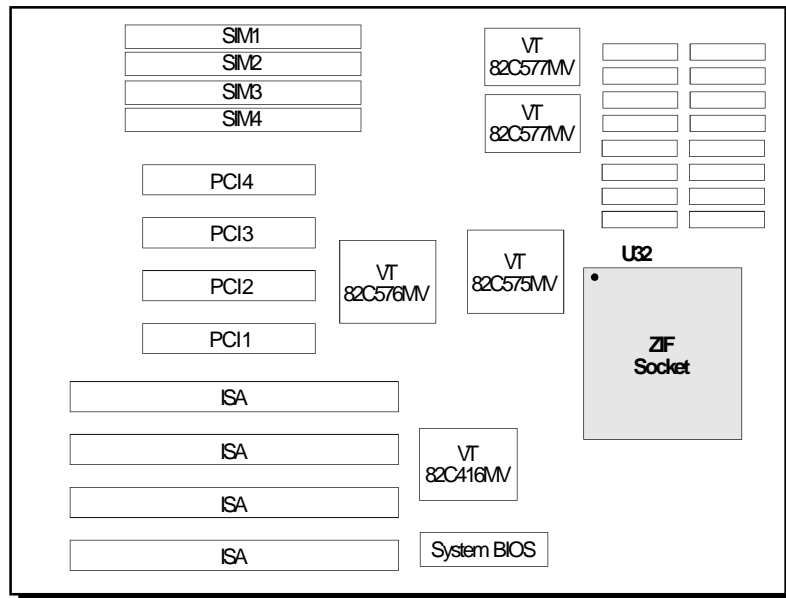 SIM1
SIM2
SIM3
SIM4
VT
82C577MV
VT
82C577MV
PCI4
PCI3
PCI2
PCI1
VT
82C576MV
VT
82C575MV
U32
ZIF
Socket
ISA
ISA
ISA
ISA
VT
82C416MV
System BIOS